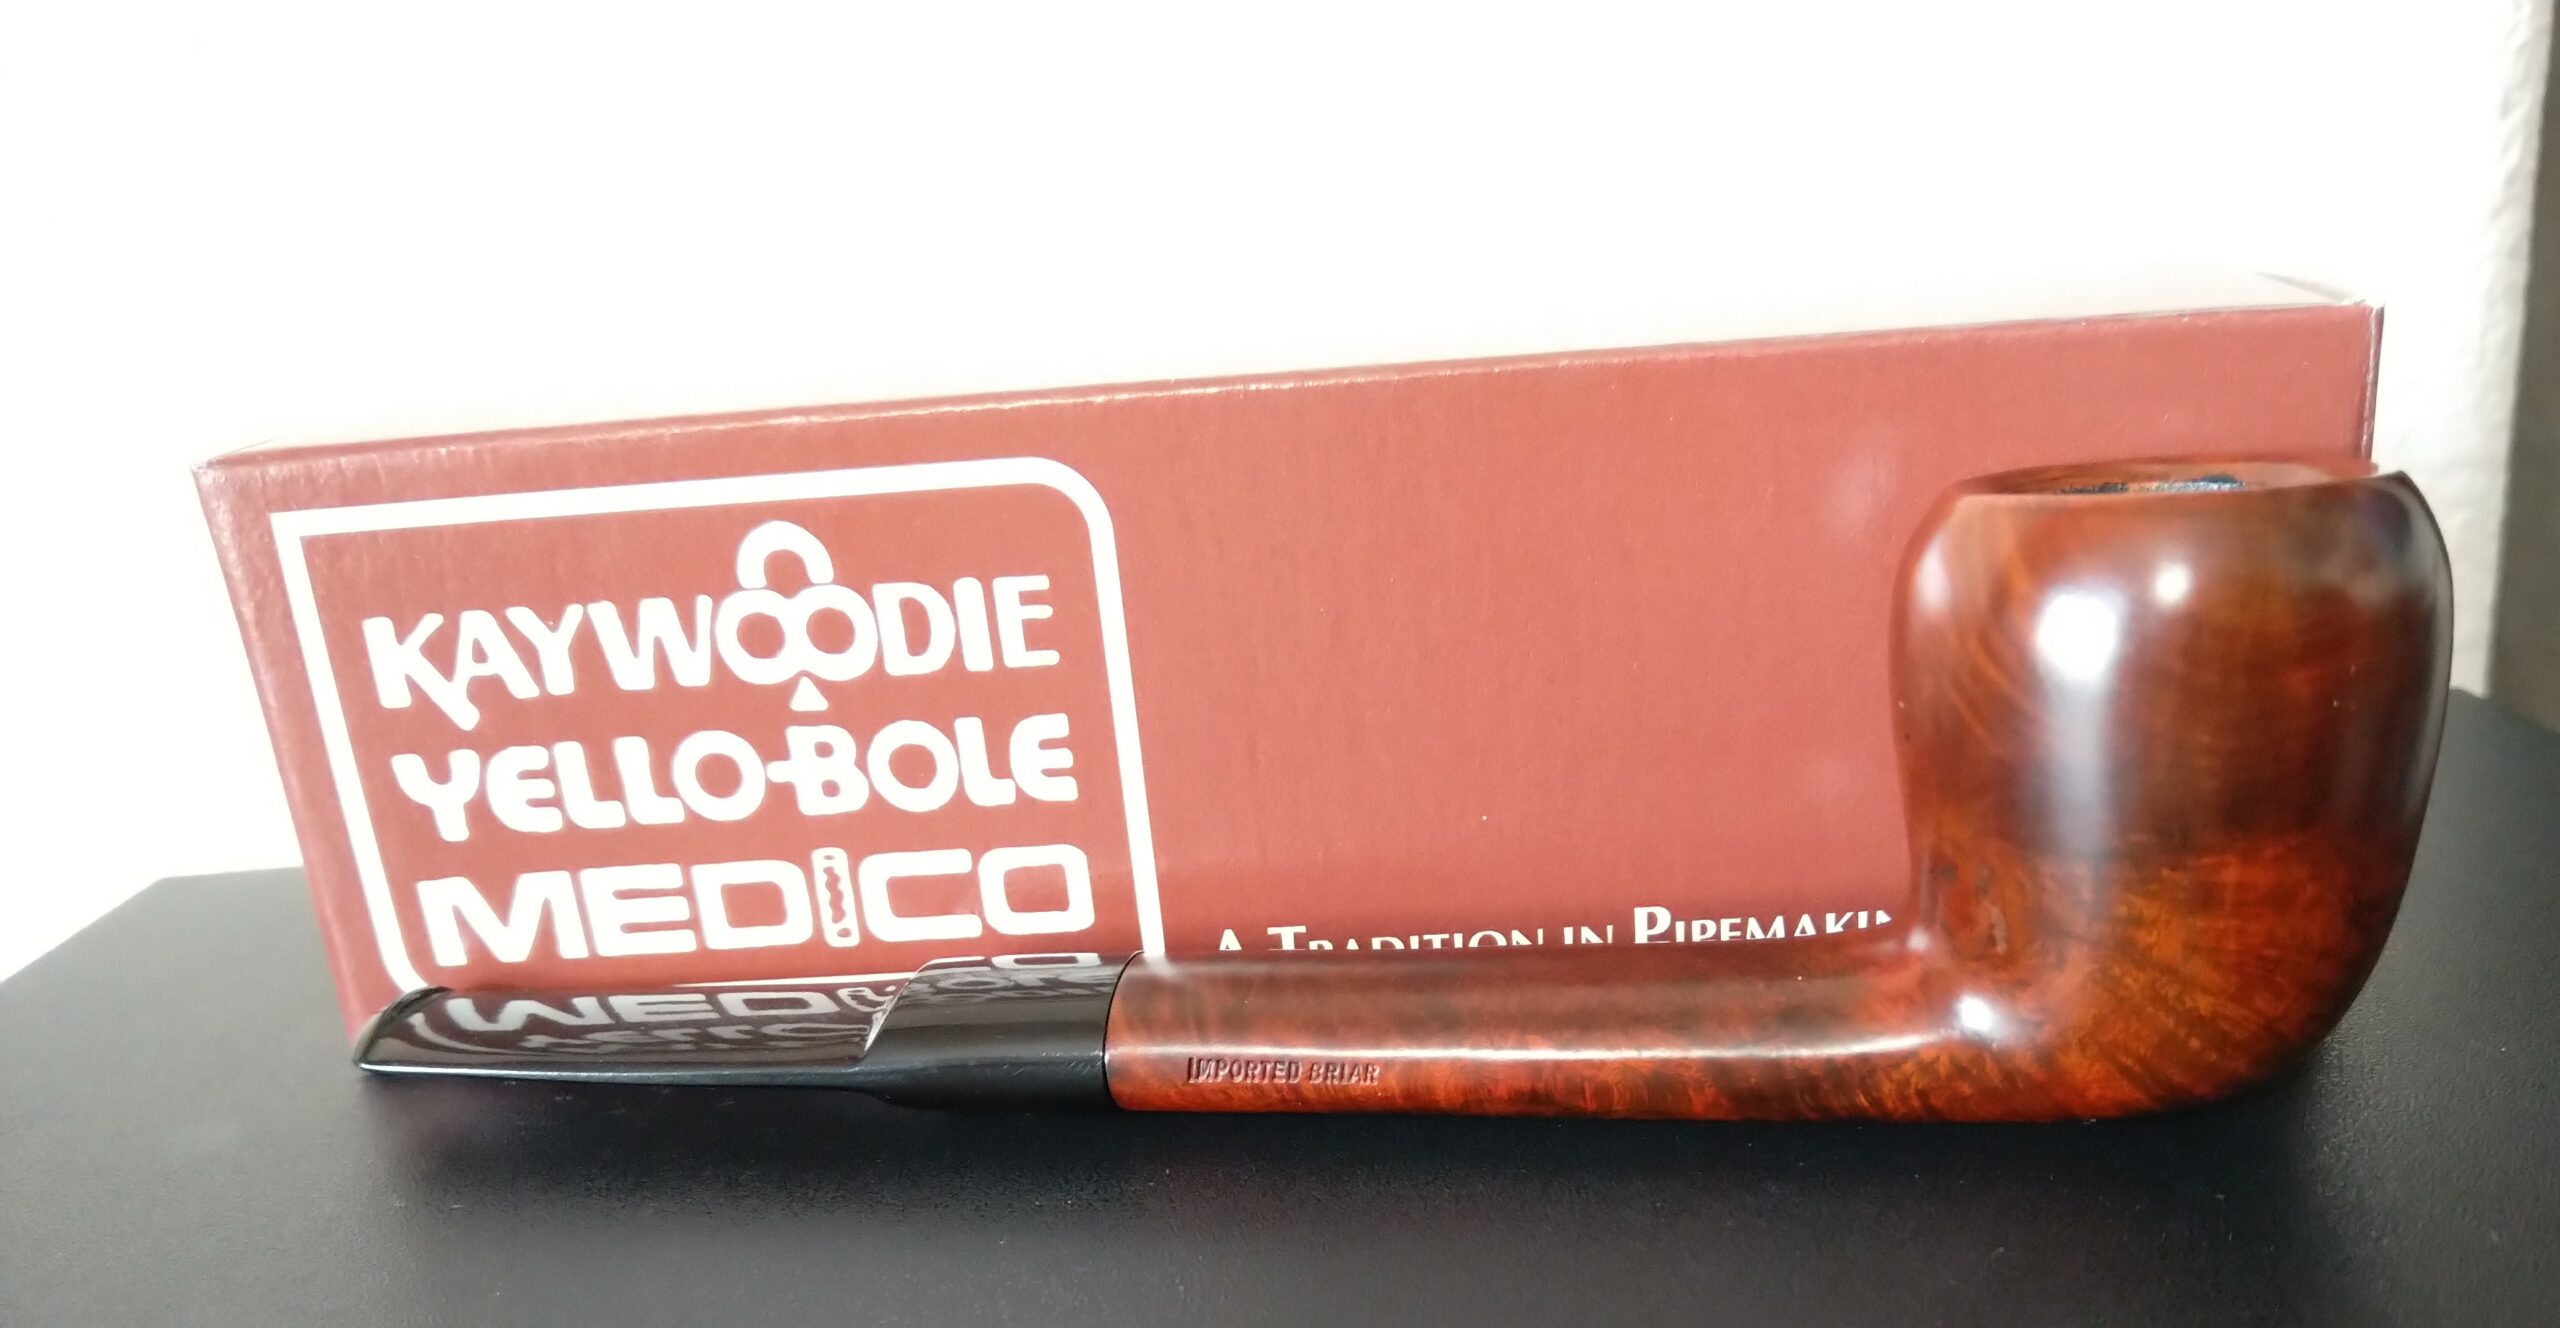 KAYWOODIE
YELLO-BOLE
MEDICO
A TRADITION IN PIPEMAKIN
IMPORTED BRIAR